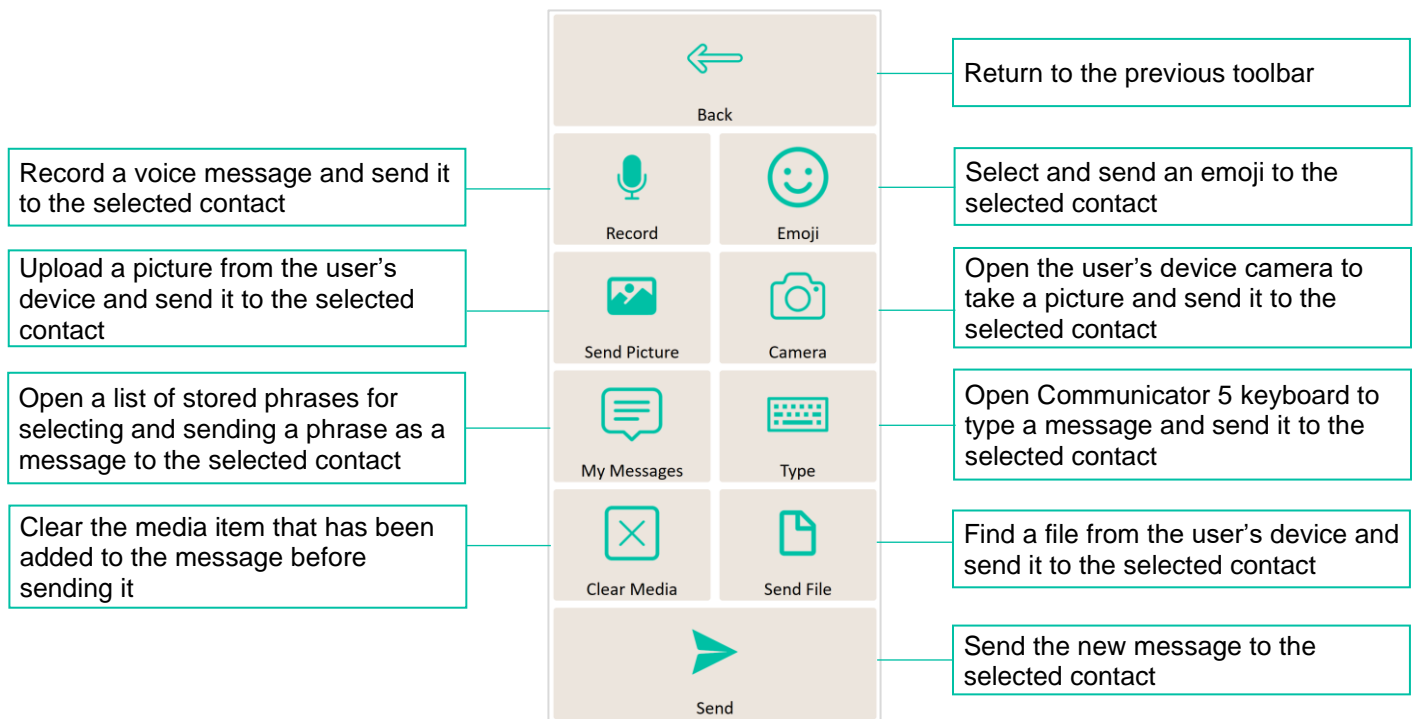 Back
Return to the previous toolbar
Record a voice message and send it
to the selected contact
Record
Emoji
Select and send an emoji to the
selected contact
Upload a picture from the user’s
device and send it to the selected
contact
Send Picture
Camera
Open the user’s device camera to
take a picture and send it to the
selected contact
Open a list of stored phrases for
selecting and sending a phrase as a
message to the selected contact
My Messages
Type
Open Communicator 5 keyboard to
type a message and send it to the
selected contact
Clear the media item that has been
added to the message before
sending it
Clear Media
Send File
Find a file from the user’s device and
send it to the selected contact
Send
Send the new message to the
selected contact